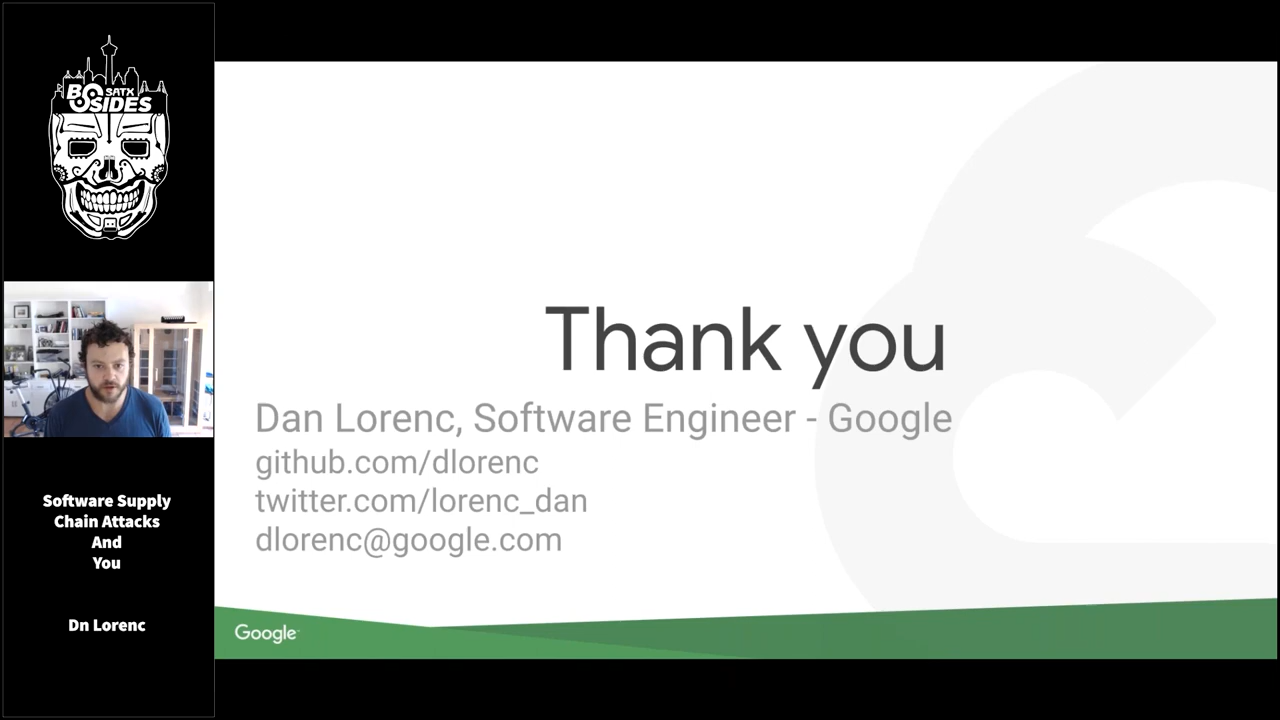 BSIDES
SATX
Software Supply
Chain Attacks
And
You
Dn Lorenc
Thank you
Dan Lorenc, Software Engineer - Google
github.com/dlorenc
twitter.com/lorenc_dan
dlorenc@google.com
Google